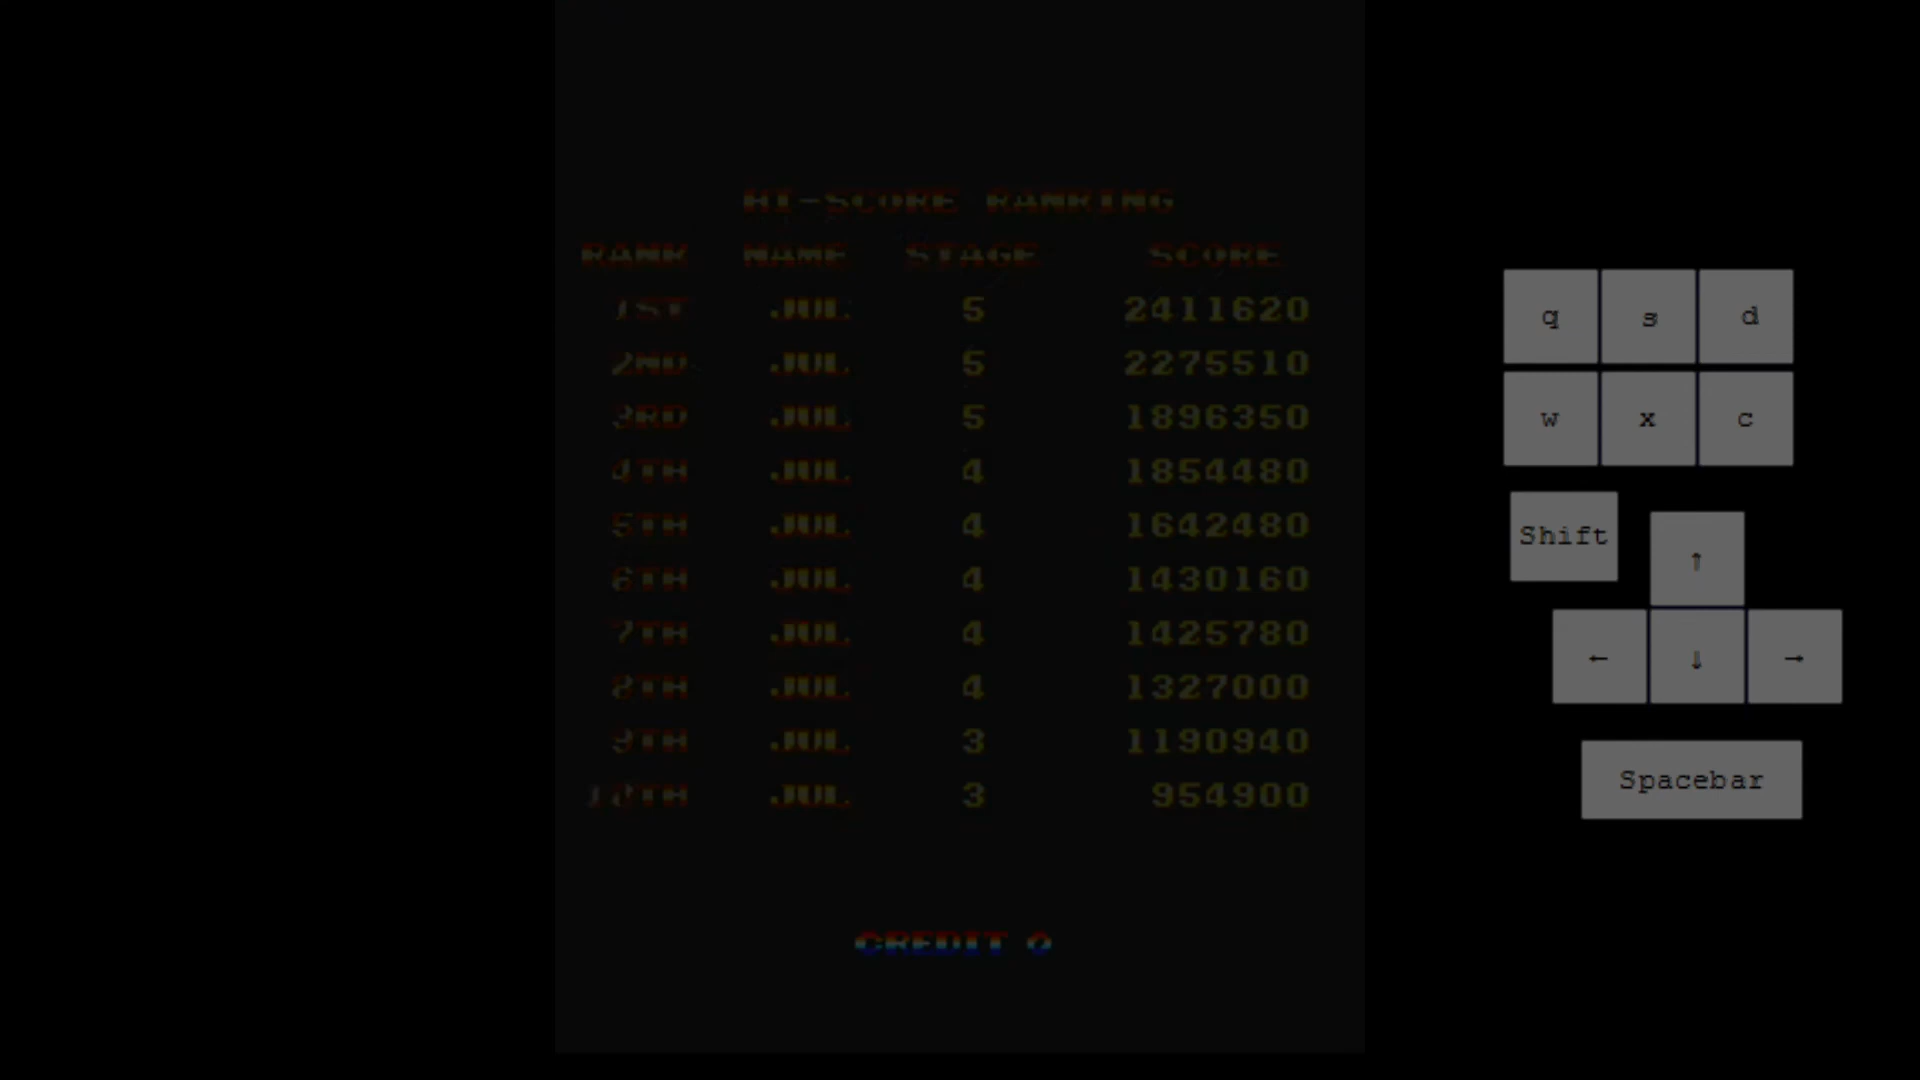 HI-SCORE RANKING
RANK NAME STAGE SCORE
1ST JUL 5 2411620
2ND JUL 5 2275510
3RD JUL 5 1896350
4TH JUL 4 1854480
5TH JUL 4 1642480
6TH JUL 4 1430160
7TH JUL 4 1425780
8TH JUL 4 1327000
9TH JUL 3 1190940
10TH JUL 3 954900
CREDIT 0
q s d
w x c
Shift ↑
← ↓ →
Spacebar